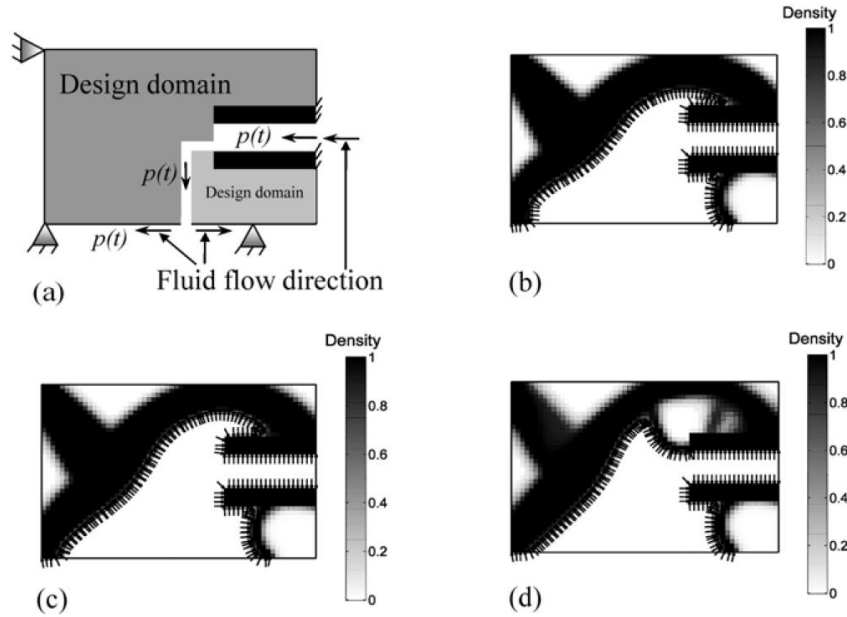 (a)
Design domain
p(t)
p(t)
Design domain
p(t)
Fluid flow direction
(b)
Density
1
0.8
0.6
0.4
0.2
0
(c)
Density
1
0.8
0.6
0.4
0.2
0
(d)
Density
1
0.8
0.6
0.4
0.2
0